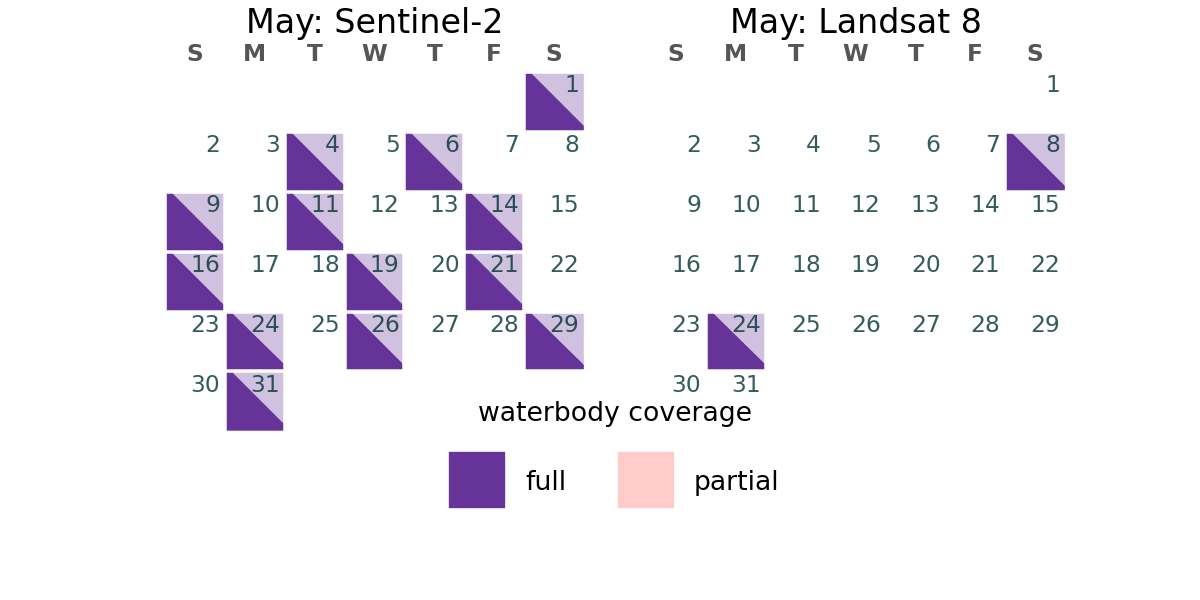 May: Sentinel-2
S M T W T F S
1
2 3 4 5 6 7 8
9 10 11 12 13 14 15
16 17 18 19 20 21 22
23 24 25 26 27 28 29
30 31
May: Landsat 8
S M T W T F S
1
2 3 4 5 6 7 8
9 10 11 12 13 14 15
16 17 18 19 20 21 22
23 24 25 26 27 28 29
30 31
waterbody coverage
full partial